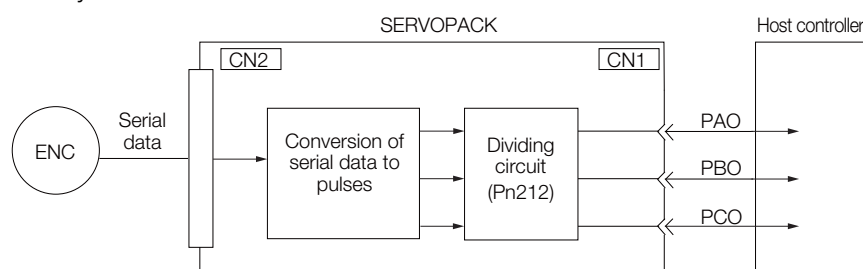 SERVOPACK
Host controller
CN2
CN1
Serial
data
ENC
Conversion of
serial data to
pulses
Dividing
circuit
(Pn212)
PAO
PBO
PCO